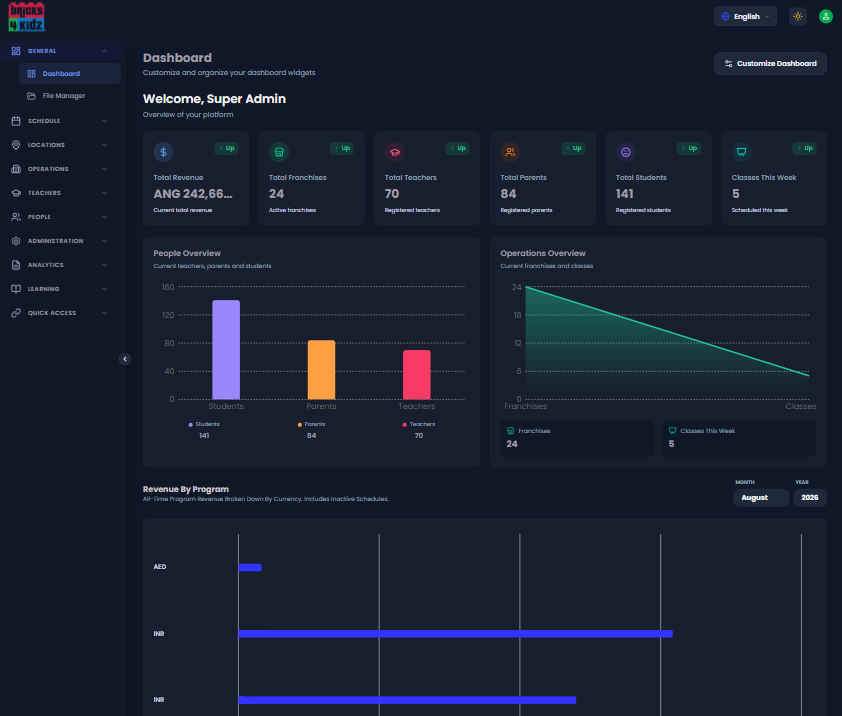 bricks
4 KidZ
English
GENERAL
Dashboard
File Manager
SCHEDULE
LOCATIONS
OPERATIONS
TEACHERS
PEOPLE
ADMINISTRATION
ANALYTICS
LEARNING
QUICK ACCESS
Dashboard
Customize and organize your dashboard widgets
Customize Dashboard
Welcome, Super Admin
Overview of your platform
↑ Up
Total Revenue
ANG 242,66...
Current total revenue
↑ Up
Total Franchises
24
Active franchises
↑ Up
Total Teachers
70
Registered teachers
↑ Up
Total Parents
84
Registered parents
↑ Up
Total Students
141
Registered students
↑ Up
Classes This Week
5
Scheduled this week
People Overview
Current teachers, parents and students
160
120
80
40
0
Students Parents Teachers
Students
141
Parents
84
Teachers
70
Operations Overview
Current franchises and classes
24
18
12
6
0
Franchises Classes
Franchises
24
Classes This Week
5
Revenue By Program
All-Time Program Revenue Broken Down By Currency. Includes Inactive Schedules.
MONTH
August
YEAR
2026
AED
INR
INR